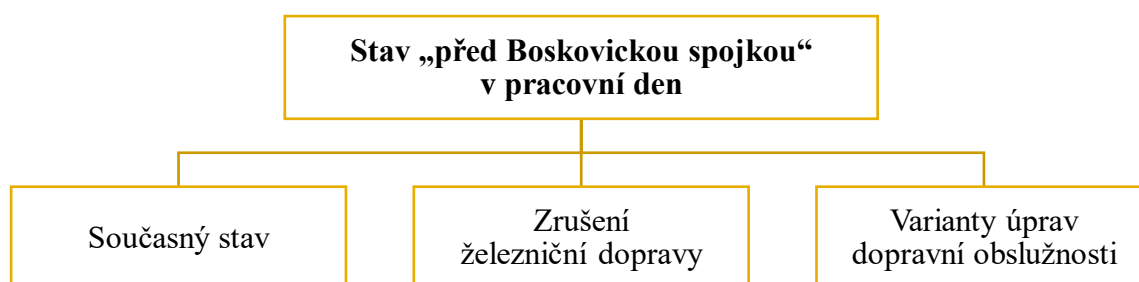 Stav „před Boskovickou spojkou“
v pracovní den
Současný stav
Zrušení
železniční dopravy
Varianty úprav
dopravní obslužnosti